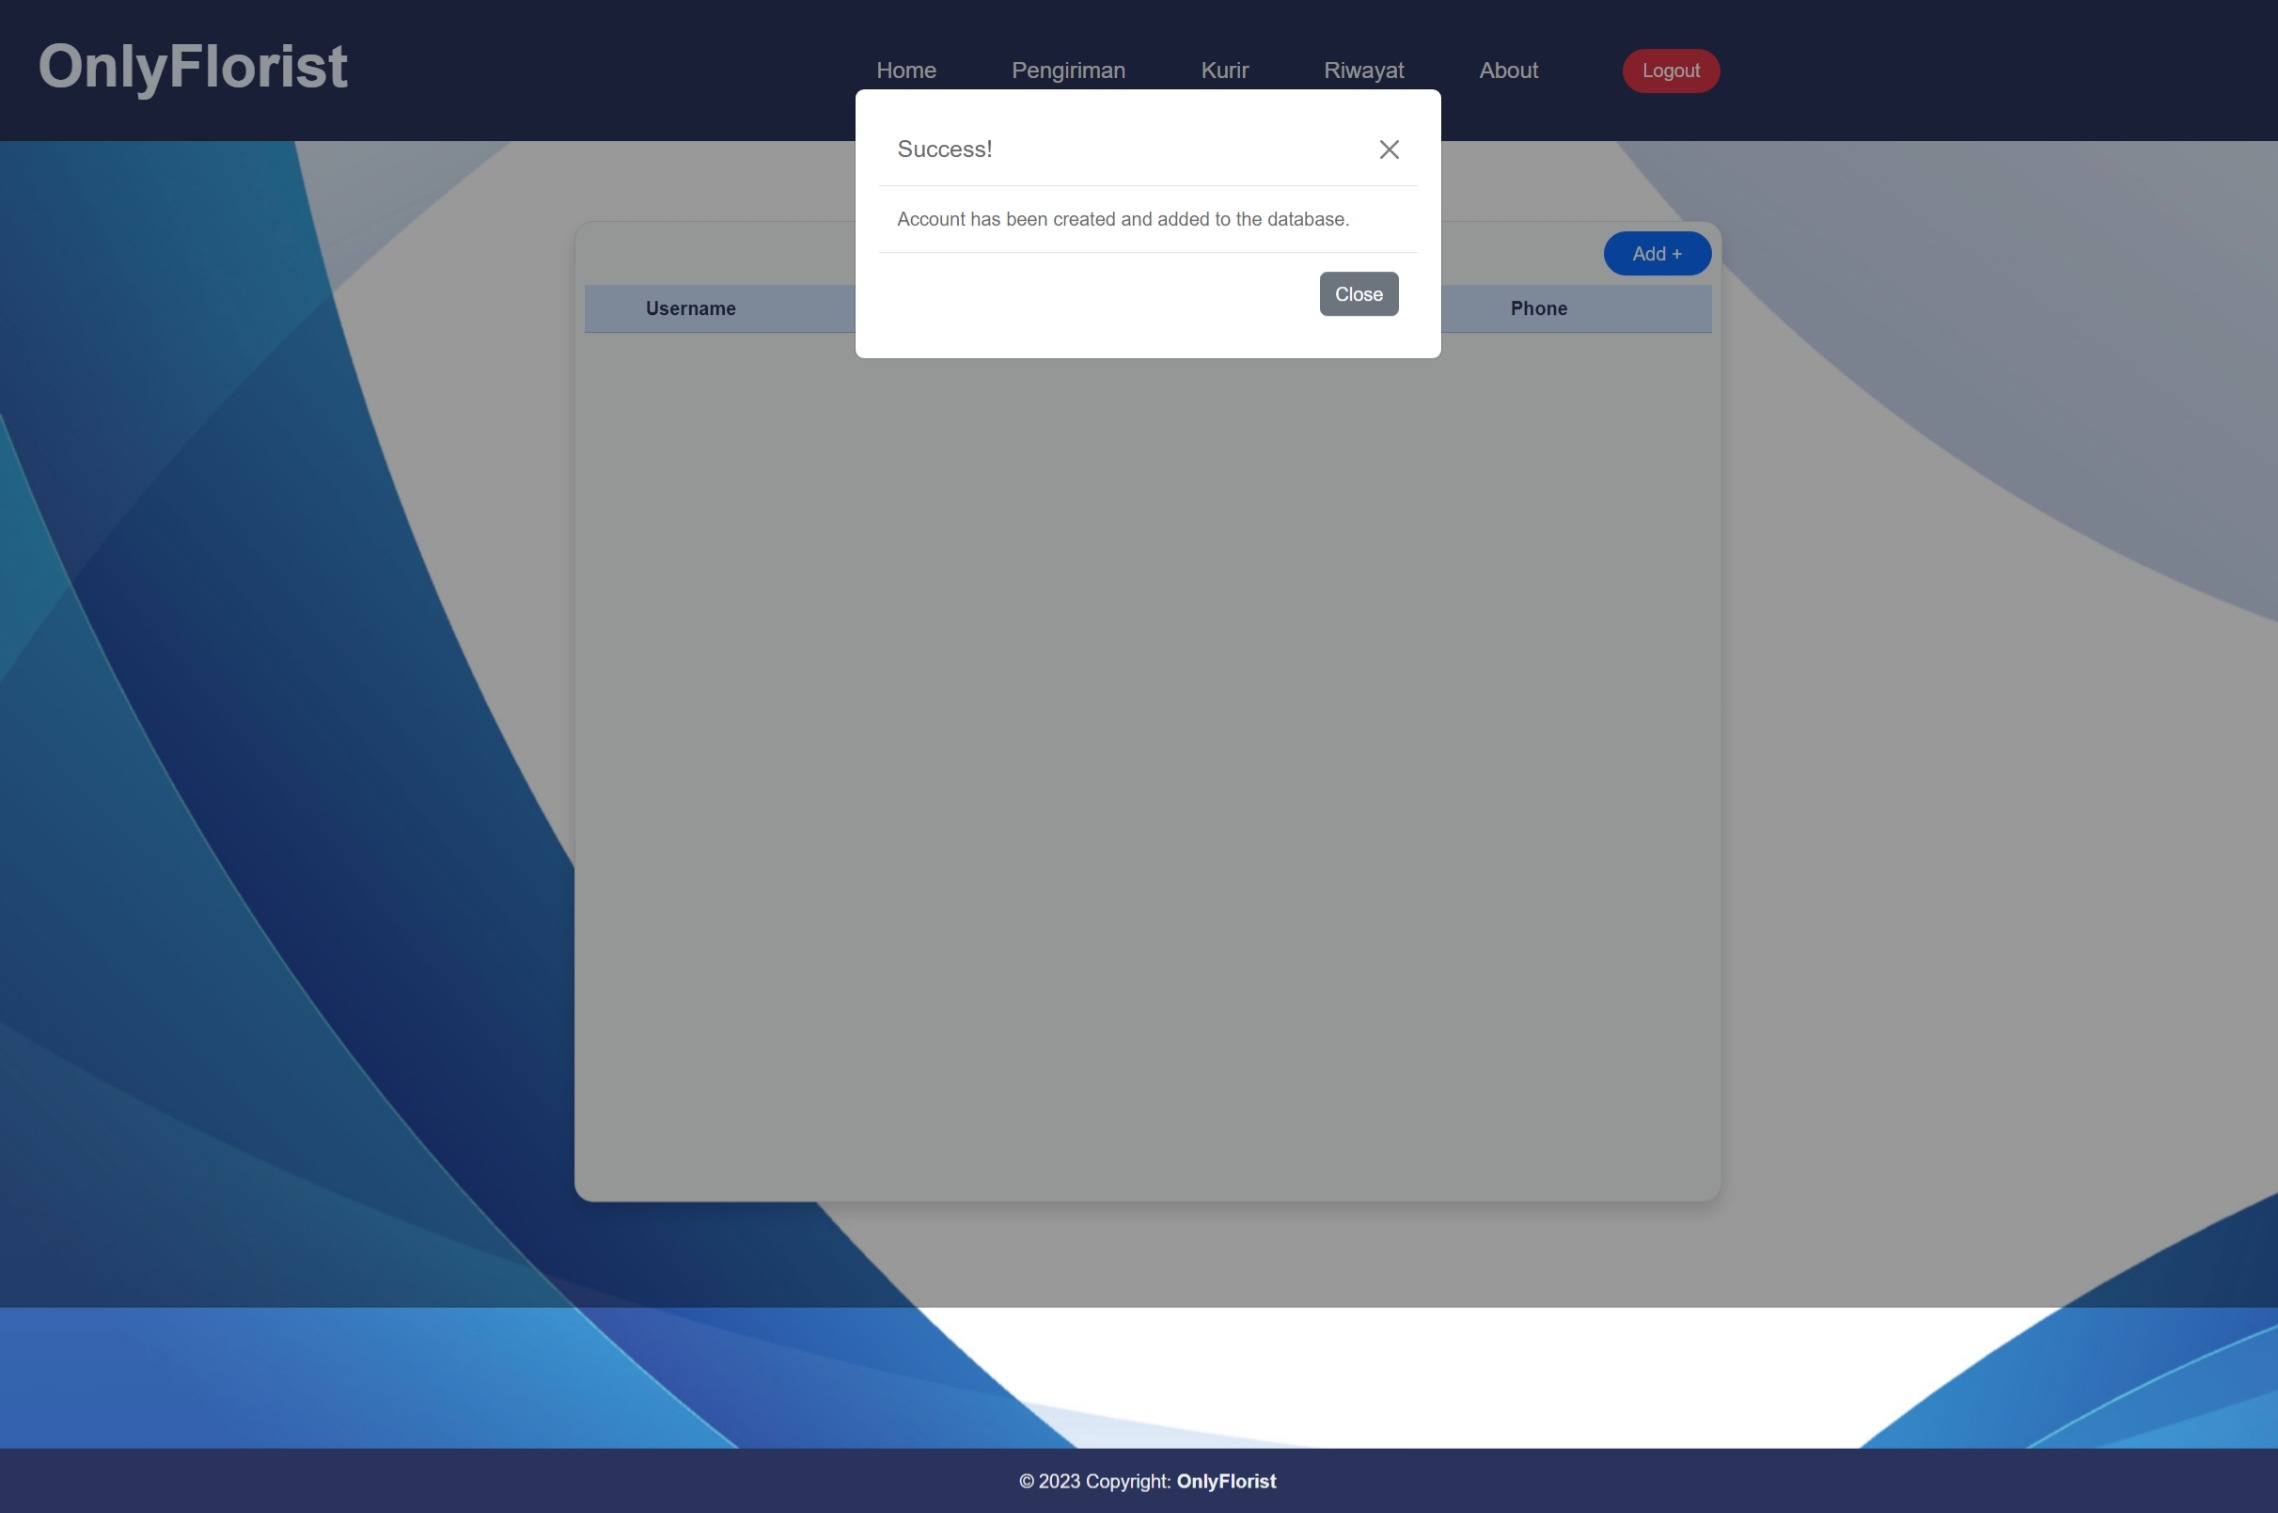 OnlyFlorist
Home Pengiriman Kurir Riwayat About Logout
Success!
Account has been created and added to the database.
Close
Add +
Username Phone
© 2023 Copyright: OnlyFlorist